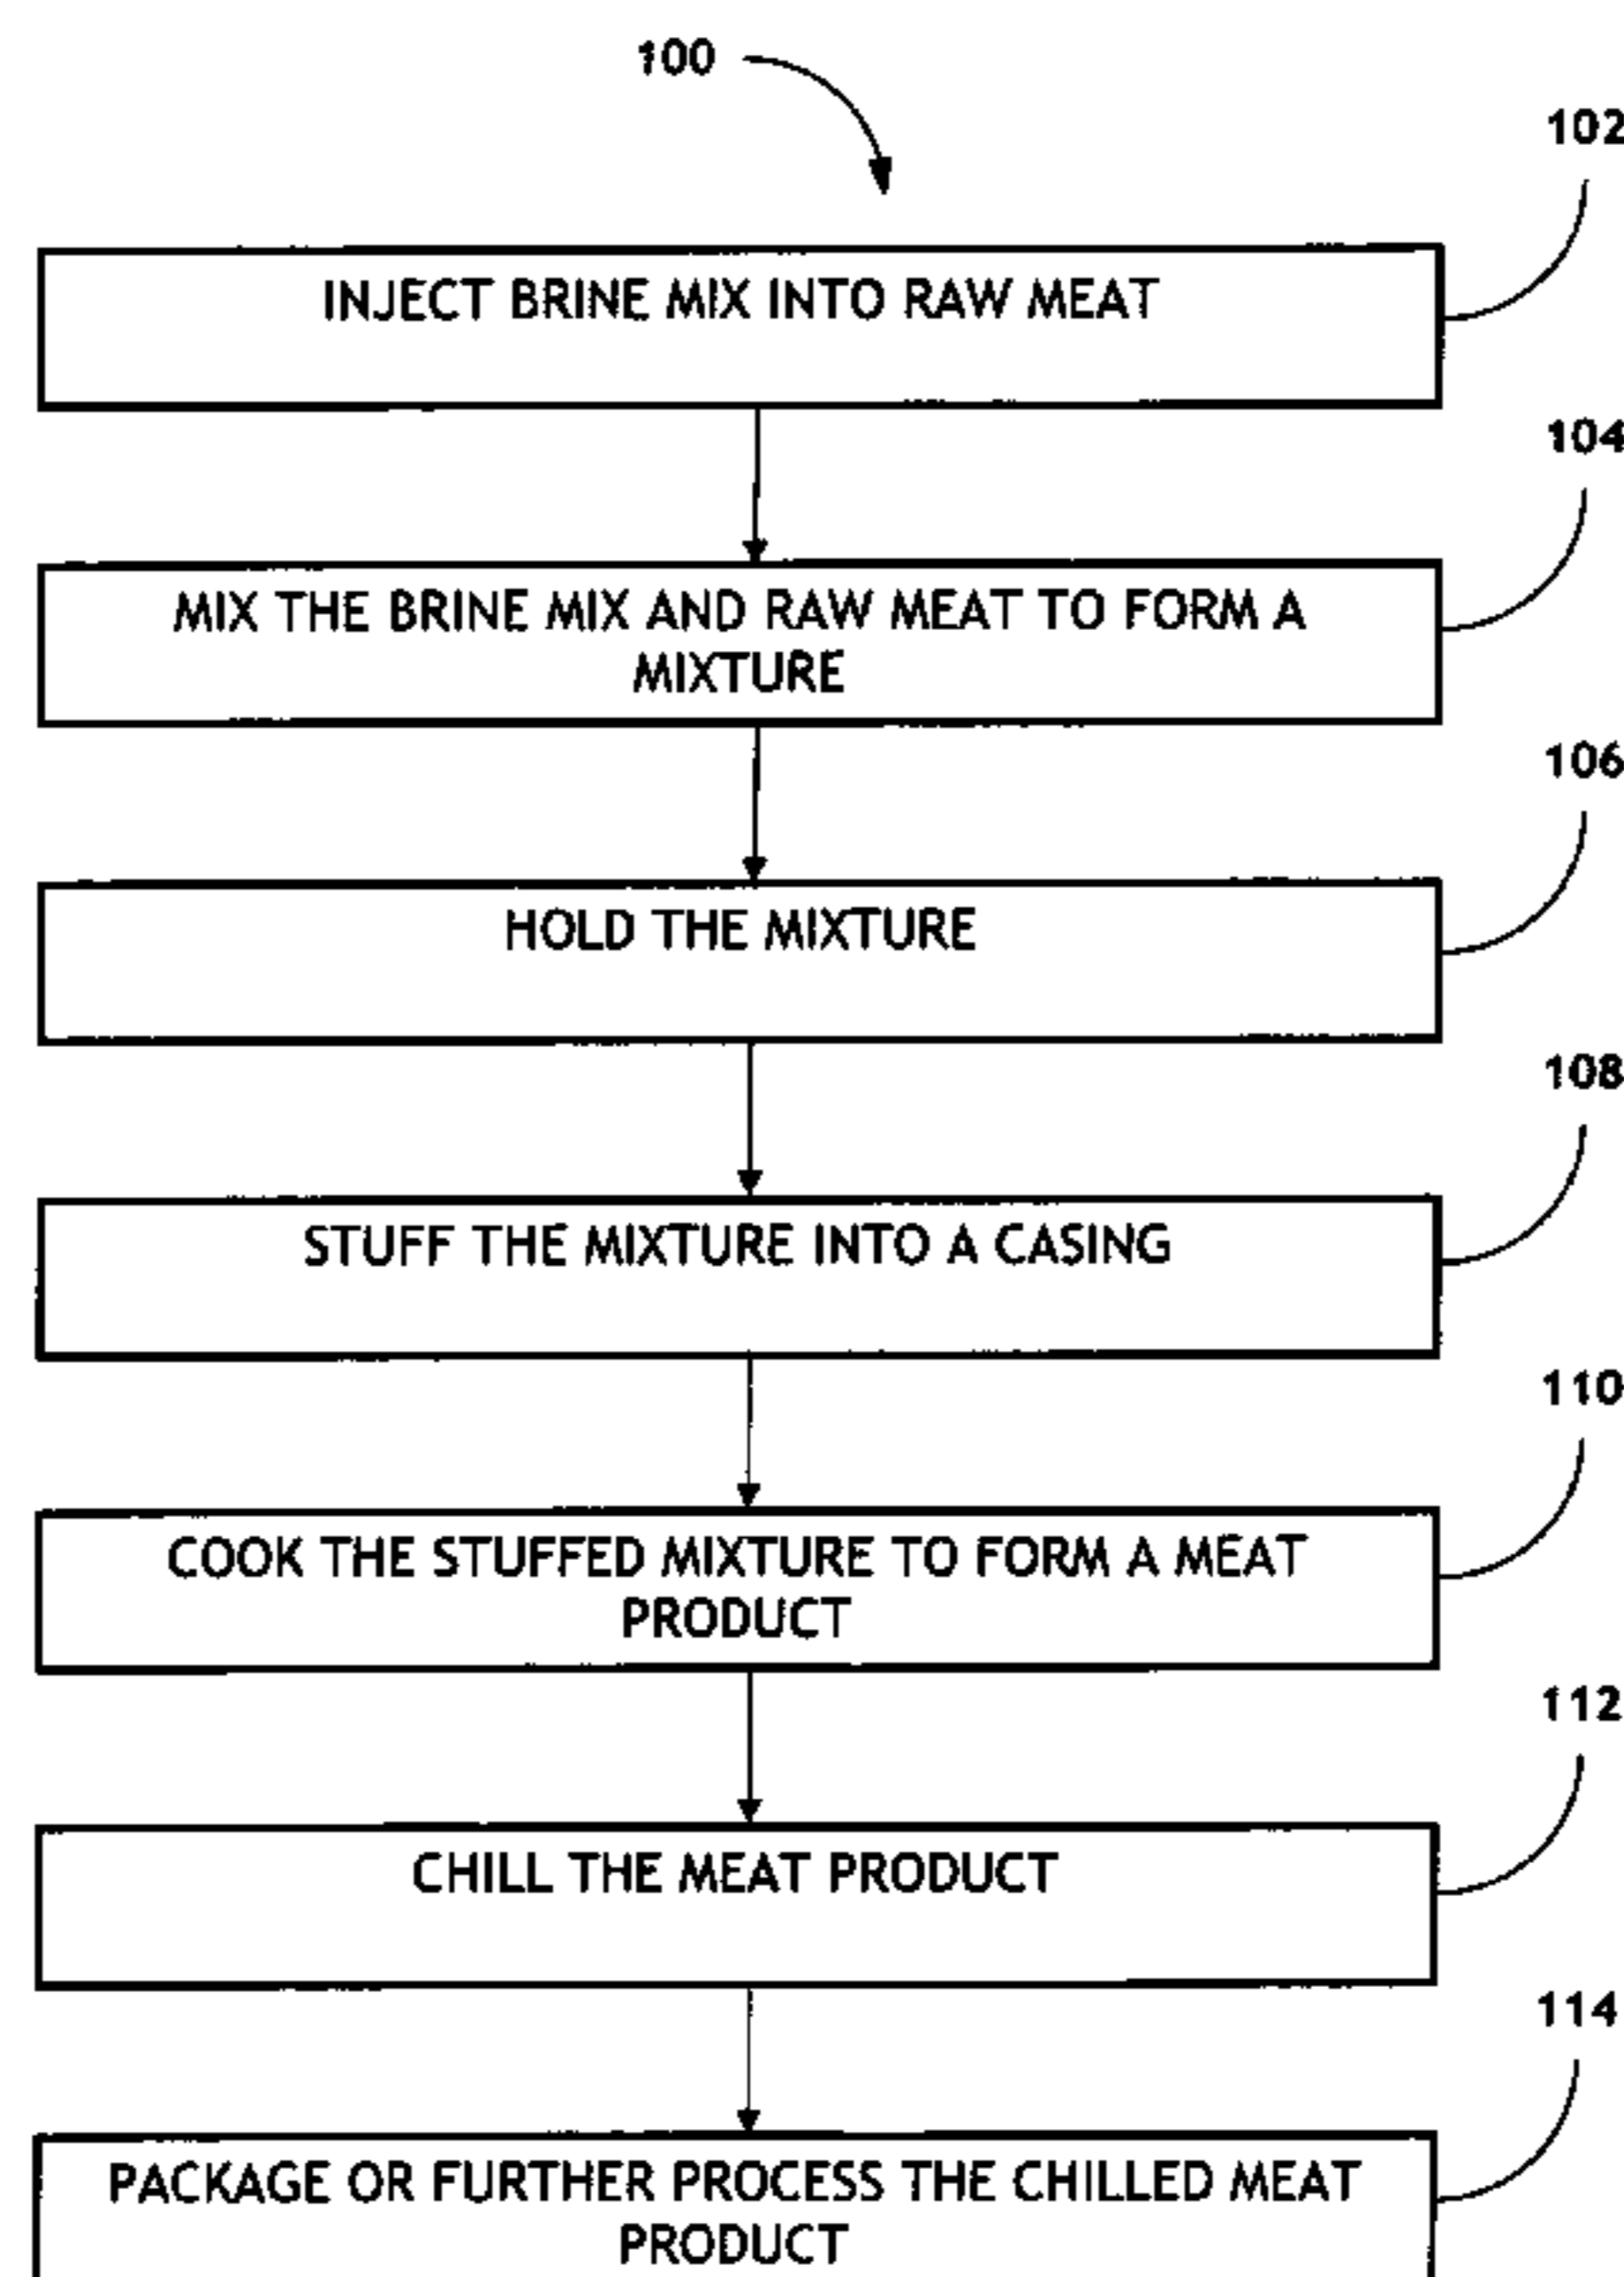 100
102
INJECT BRINE MIX INTO RAW MEAT
104
MIX THE BRINE MIX AND RAW MEAT TO FORM A
MIXTURE
106
HOLD THE MIXTURE
108
STUFF THE MIXTURE INTO A CASING
110
COOK THE STUFFED MIXTURE TO FORM A MEAT
PRODUCT
112
CHILL THE MEAT PRODUCT
114
PACKAGE OR FURTHER PROCESS THE CHILLED MEAT
PRODUCT